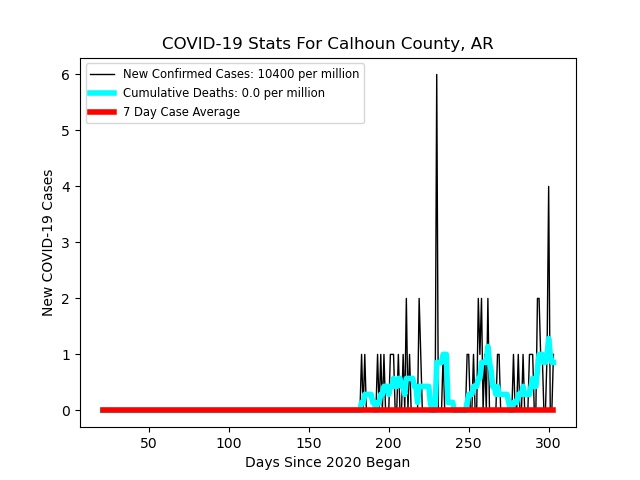 COVID-19 Stats For Calhoun County, AR
New Confirmed Cases: 10400 per million
Cumulative Deaths: 0.0 per million
7 Day Case Average
New COVID-19 Cases
6
5
4
3
2
1
0
50 100 150 200 250 300
Days Since 2020 Began